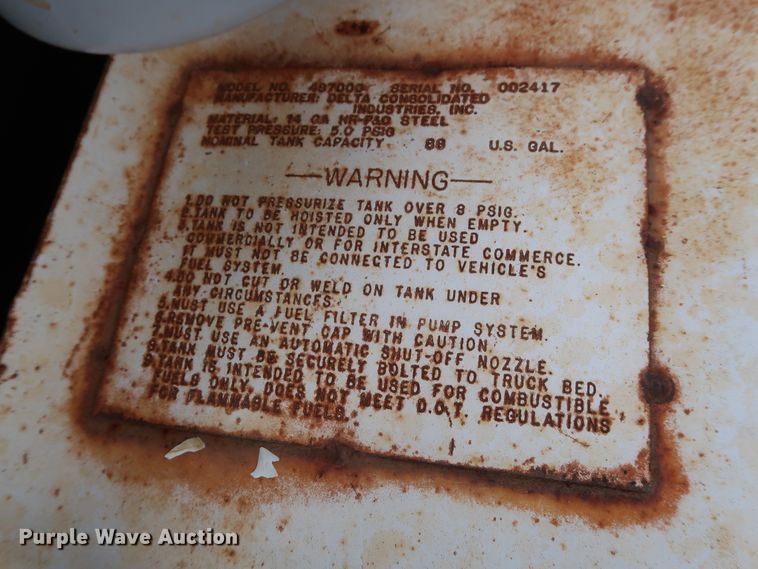 MODEL NO. 497000 SERIAL NO. 002417
MANUFACTURER: DELTA CONSOLIDATED
INDUSTRIES, INC.
MATERIAL: 14 GA HR-P&O STEEL
TEST PRESSURE: 5.0 PSIG
NOMINAL TANK CAPACITY 88 U.S. GAL.
—WARNING—
1.DO NOT PRESSURIZE TANK OVER 8 PSIG.
2.TANK TO BE HOISTED ONLY WHEN EMPTY.
3.TANK IS NOT INTENDED TO BE USED
COMMERCIALLY OR FOR INTERSTATE COMMERCE.
IT MUST NOT BE CONNECTED TO VEHICLE'S
FUEL SYSTEM.
4.DO NOT CUT OR WELD ON TANK UNDER
ANY CIRCUMSTANCES.
5.MUST USE A FUEL FILTER IN PUMP SYSTEM.
6.REMOVE PRE-VENT CAP WITH CAUTION.
7.MUST USE AN AUTOMATIC SHUT-OFF NOZZLE.
8.TANK MUST BE SECURELY BOLTED TO TRUCK BED.
9.TANK IS INTENDED TO BE USED FOR COMBUSTIBLE
FUELS ONLY. DOES NOT MEET D.O.T. REGULATIONS
FOR FLAMMABLE FUELS.
Purple Wave Auction